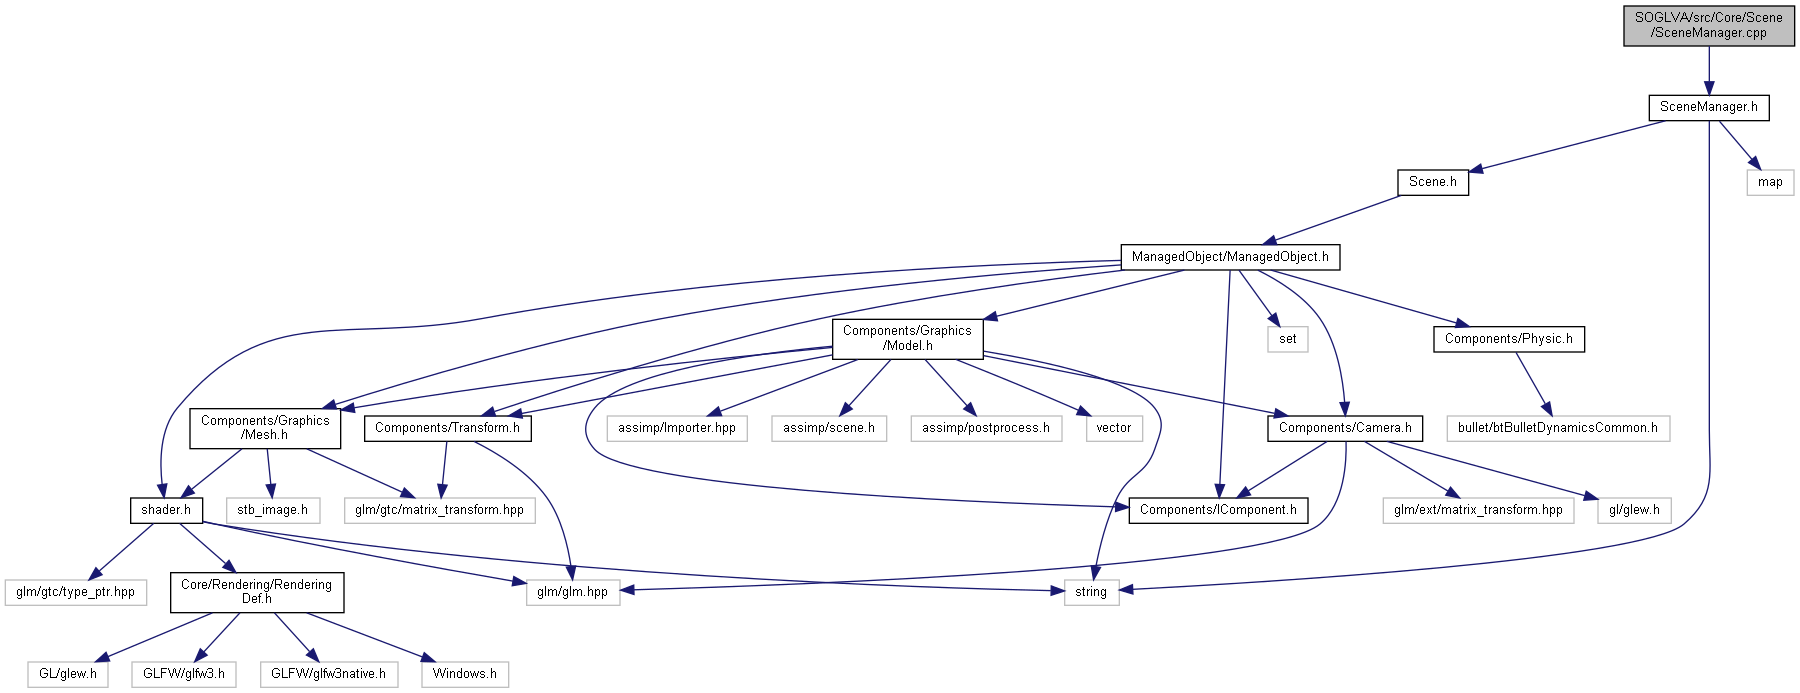 SOGLVA/src/Core/Scene
/SceneManager.cpp
SceneManager.h
Scene.h
map
ManagedObject/ManagedObject.h
Components/Graphics
/Model.h
set
Components/Physic.h
Components/Graphics
/Mesh.h
Components/Transform.h
assimp/Importer.hpp
assimp/scene.h
assimp/postprocess.h
vector
Components/Camera.h
bullet/btBulletDynamicsCommon.h
shader.h
stb_image.h
glm/gtc/matrix_transform.hpp
Components/IComponent.h
glm/ext/matrix_transform.hpp
gl/glew.h
glm/gtc/type_ptr.hpp
Core/Rendering/Rendering
Def.h
glm/glm.hpp
string
GL/glew.h
GLFW/glfw3.h
GLFW/glfw3native.h
Windows.h